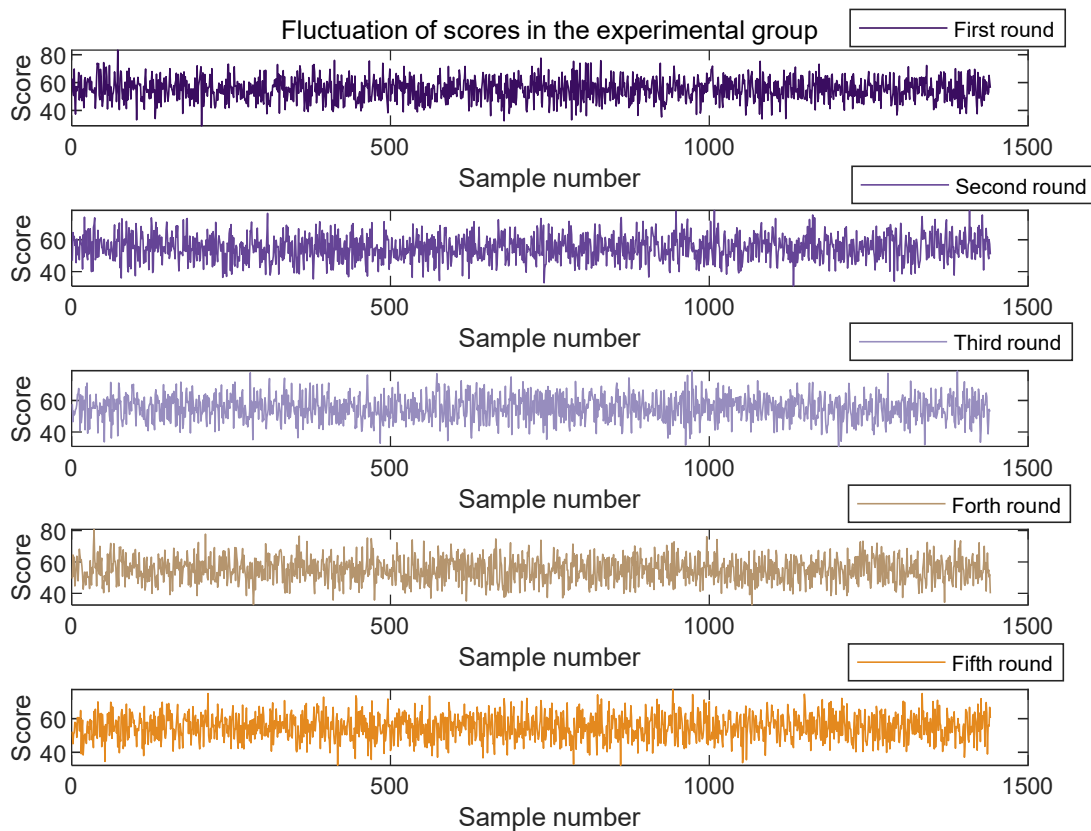 Fluctuation of scores in the experimental group
First round
Score
80
60
40
0 500 1000 1500
Sample number
Second round
Score
60
40
0 500 1000 1500
Sample number
Third round
Score
60
40
0 500 1000 1500
Sample number
Forth round
Score
80
60
40
0 500 1000 1500
Sample number
Fifth round
Score
60
40
0 500 1000 1500
Sample number